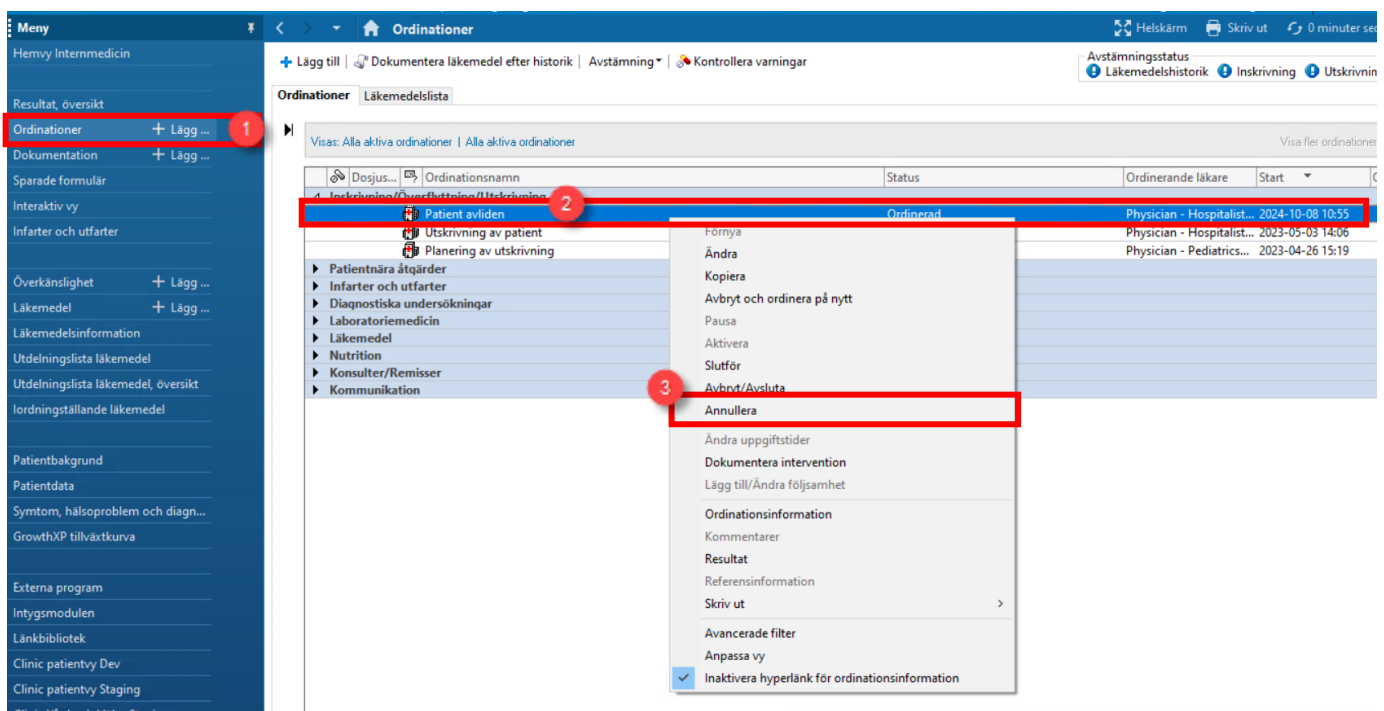 Meny
Ordinationer
Helskärm Skriv ut 0 minuter sed
Hemvy Internmedicin
Resultat, översikt
Ordinationer + Lägg ...
1
Dokumentation + Lägg ...
Sparade formulär
Interaktiv vy
Infarter och utfarter
Överkänslighet + Lägg ...
Läkemedel + Lägg ...
Läkemedelsinformation
Utdelningslista läkemedel
Utdelningslista läkemedel, översikt
Iordningställande läkemedel
Patientbakgrund
Patientdata
Symtom, hälsoproblem och diagn...
GrowthXP tillväxtkurva
Externa program
Intygsmodulen
Länkbibliotek
Clinic patientvy Dev
Clinic patientvy Staging
+ Lägg till | Dokumentera läkemedel efter historik | Avstämning | Kontrollera varningar
Avstämningsstatus
Läkemedelshistorik Inskrivning Utskrivnin
Ordinationer Läkemedelslista
Visas: Alla aktiva ordinationer | Alla aktiva ordinationer
Visa fler ordinationer
Dosjus... Ordinationsnamn Status Ordinerande läkare Start
Inskrivning/Överflyttning/Utskrivning
2
Patient avliden Ordinerad Physician - Hospitalist... 2024-10-08 10:55
Utskrivning av patient Physician - Hospitalist... 2023-05-03 14:06
Planering av utskrivning Physician - Pediatrics... 2023-04-26 15:19
Patientnära åtgärder
Infarter och utfarter
Diagnostiska undersökningar
Laboratoriemedicin
Läkemedel
Nutrition
Konsulter/Remisser
Kommunikation
Förnya
Ändra
Kopiera
Avbryt och ordinera på nytt
Pausa
Aktivera
Slutför
Avbryt/Avsluta
3
Annullera
Ändra uppgiftstider
Dokumentera intervention
Lägg till/Ändra följsamhet
Ordinationsinformation
Kommentarer
Resultat
Referensinformation
Skriv ut
Avancerade filter
Anpassa vy
Inaktivera hyperlänk för ordinationsinformation